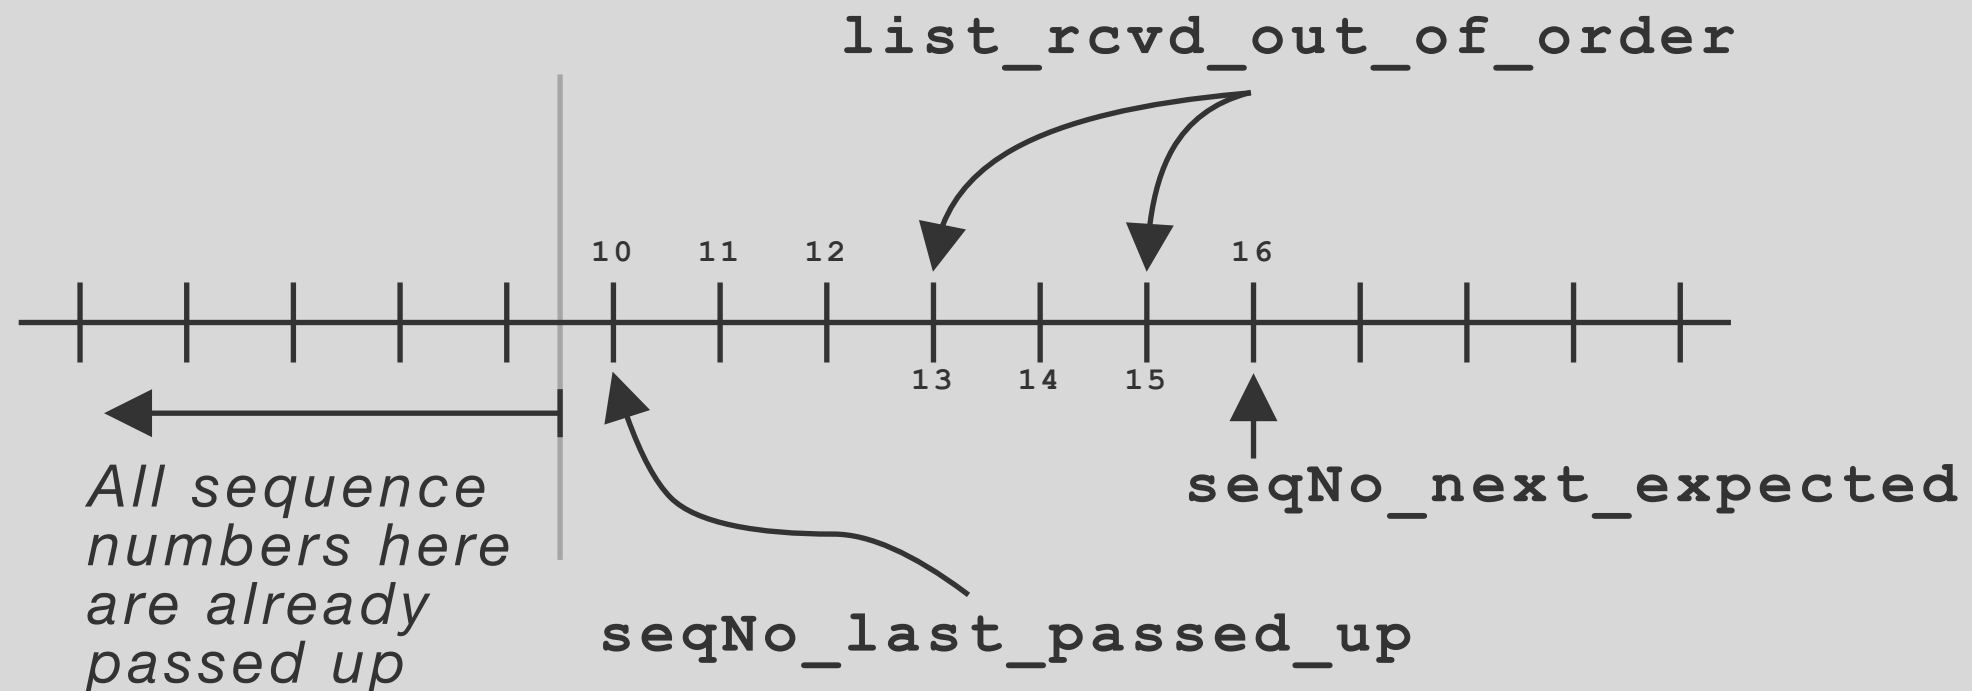 list_rcvd_out_of_order
10 11 12 16
13 14 15
All sequence
numbers here
are already
passed up
seqNo_next_expected
seqNo_last_passed_up